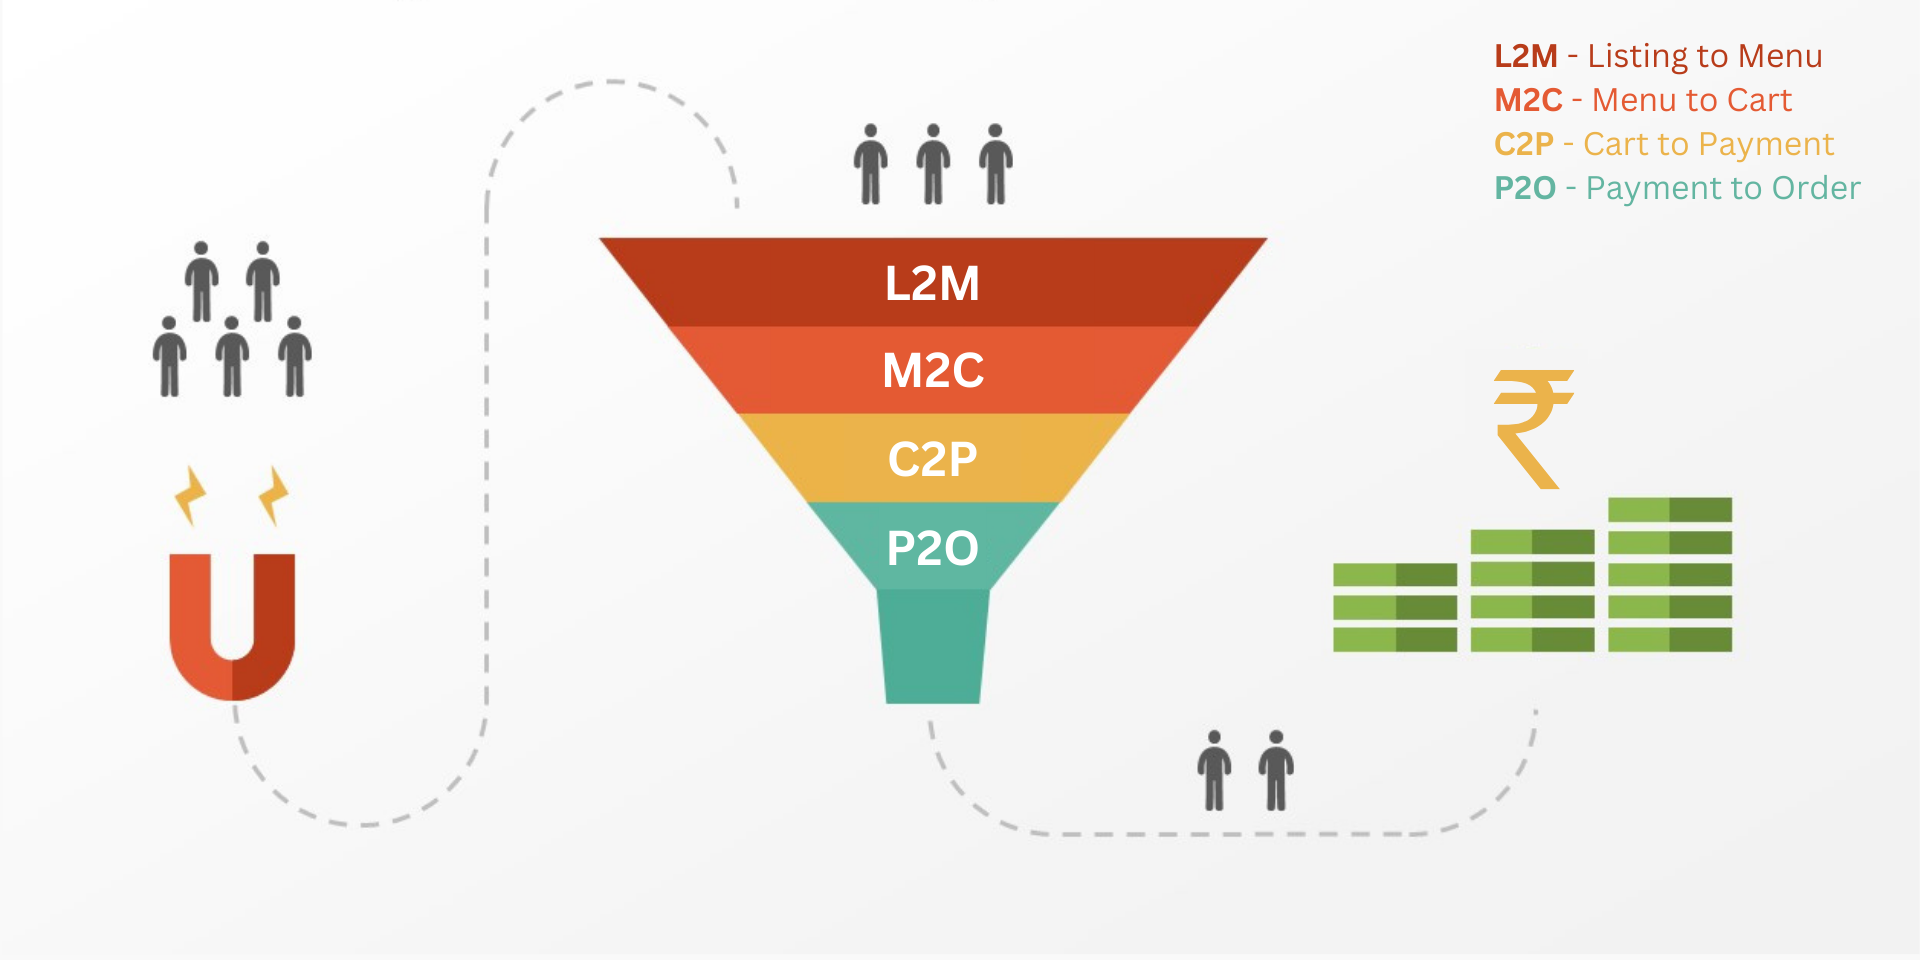 L2M - Listing to Menu
M2C - Menu to Cart
C2P - Cart to Payment
P2O - Payment to Order
L2M
M2C
C2P
P2O
₹